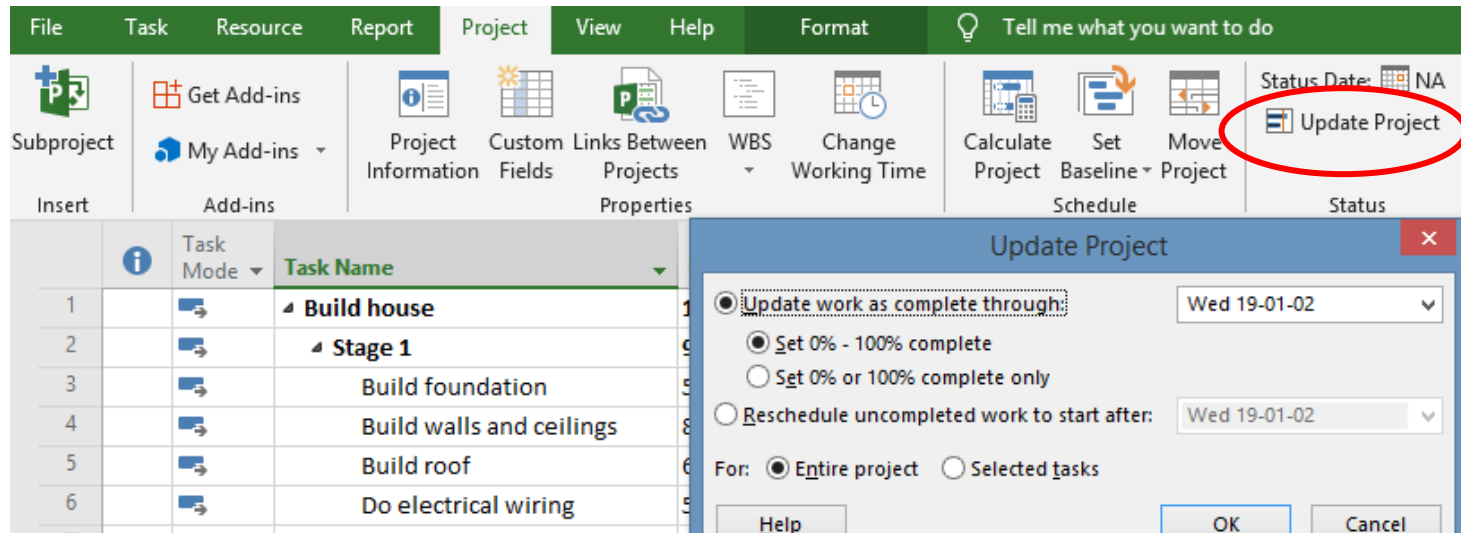 File Task Resource Report Project View Help Format Tell me what you want to do
Subproject
Get Add-ins
My Add-ins
Project Information
Custom Fields
Links Between Projects
WBS
Change Working Time
Calculate Project
Set Baseline
Move Project
Status Date: NA
Update Project
Insert Add-ins Properties Schedule Status
Task Mode Task Name
1 Build house 1
2 Stage 1 9
3 Build foundation 5
4 Build walls and ceilings 8
5 Build roof 6
6 Do electrical wiring 5
Update Project
Update work as complete through: Wed 19-01-02
Set 0% - 100% complete
Set 0% or 100% complete only
Reschedule uncompleted work to start after: Wed 19-01-02
For: Entire project Selected tasks
Help OK Cancel